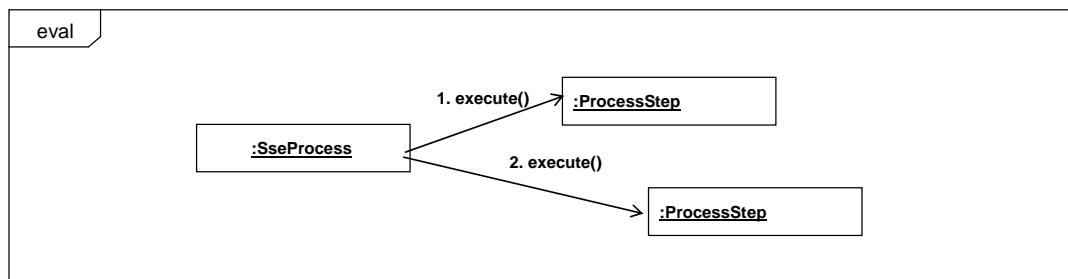 eval
1. execute()
:ProcessStep
:SseProcess
2. execute()
:ProcessStep